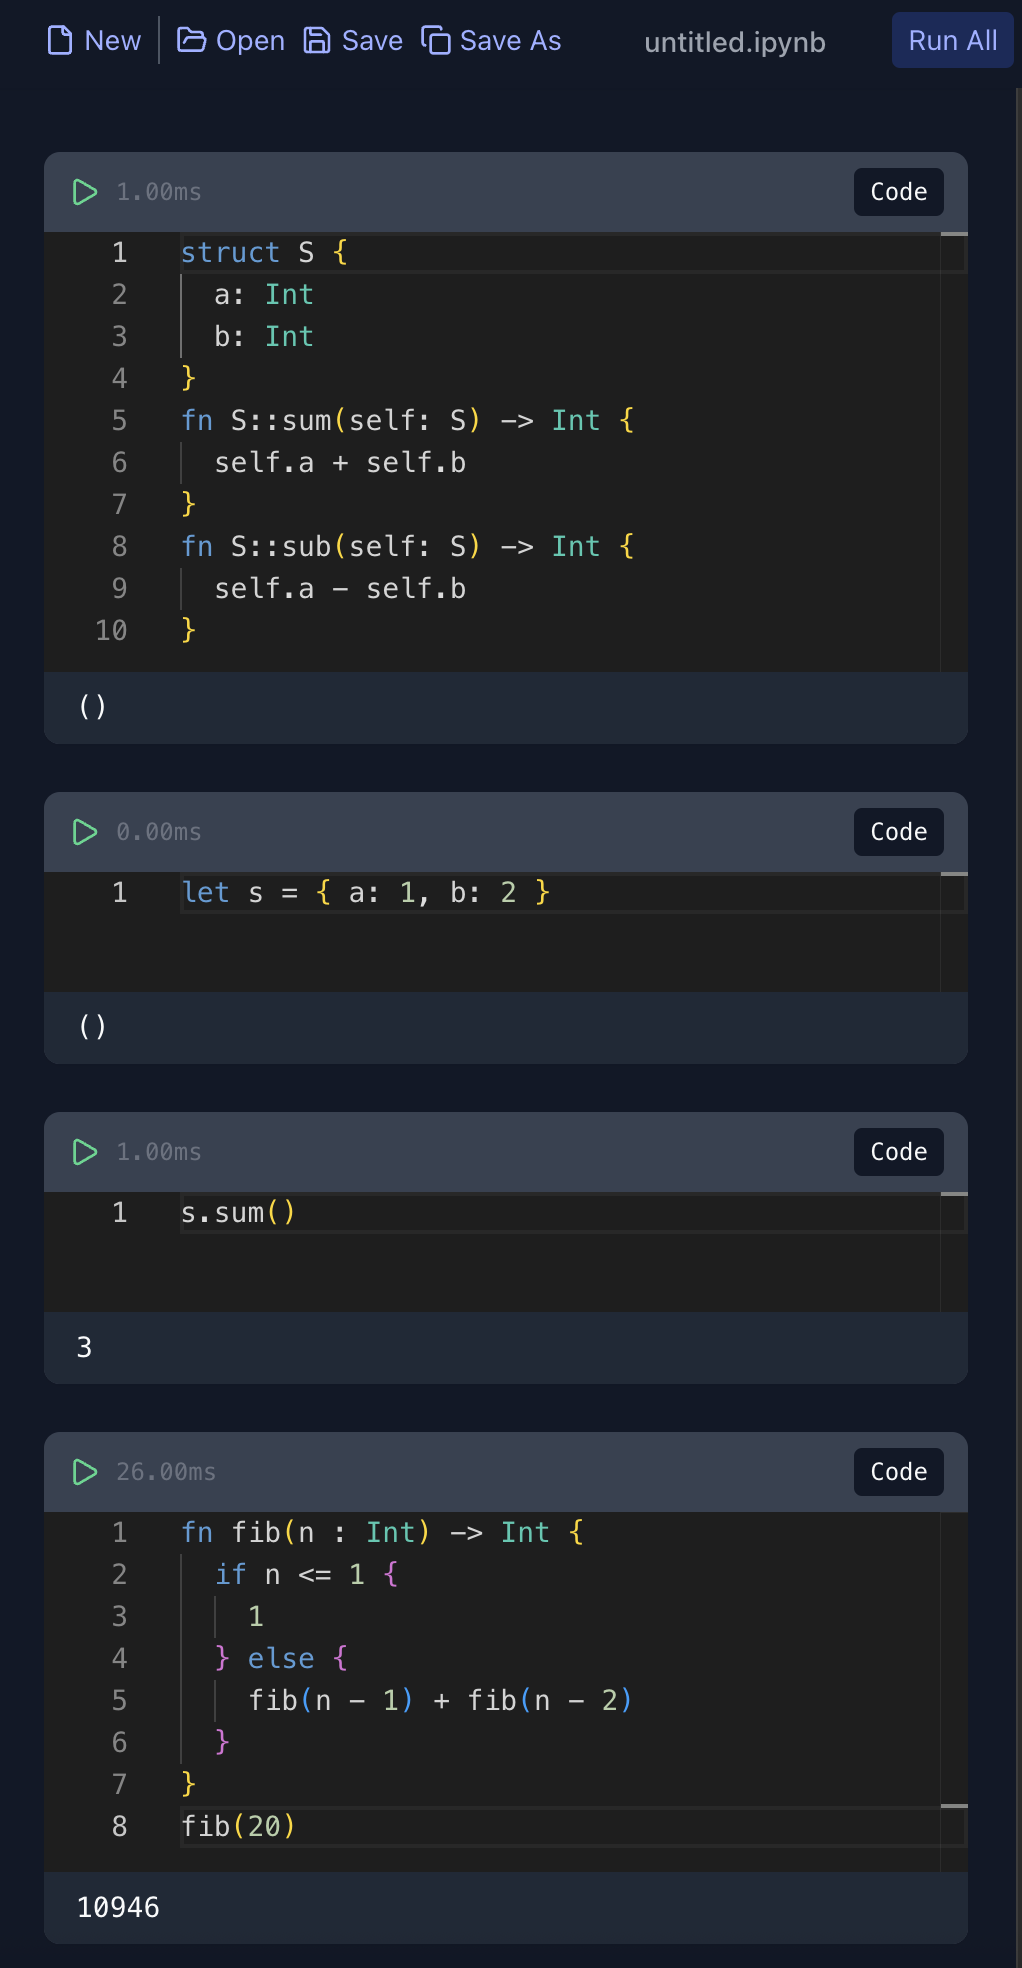 New Open Save Save As untitled.ipynb Run All
1.00ms Code
1 struct S {
2   a: Int
3   b: Int
4 }
5 fn S::sum(self: S) -> Int {
6   self.a + self.b
7 }
8 fn S::sub(self: S) -> Int {
9   self.a - self.b
10 }
()
0.00ms Code
1 let s = { a: 1, b: 2 }
()
1.00ms Code
1 s.sum()
3
26.00ms Code
1 fn fib(n : Int) -> Int {
2   if n <= 1 {
3     1
4   } else {
5     fib(n - 1) + fib(n - 2)
6   }
7 }
8 fib(20)
10946